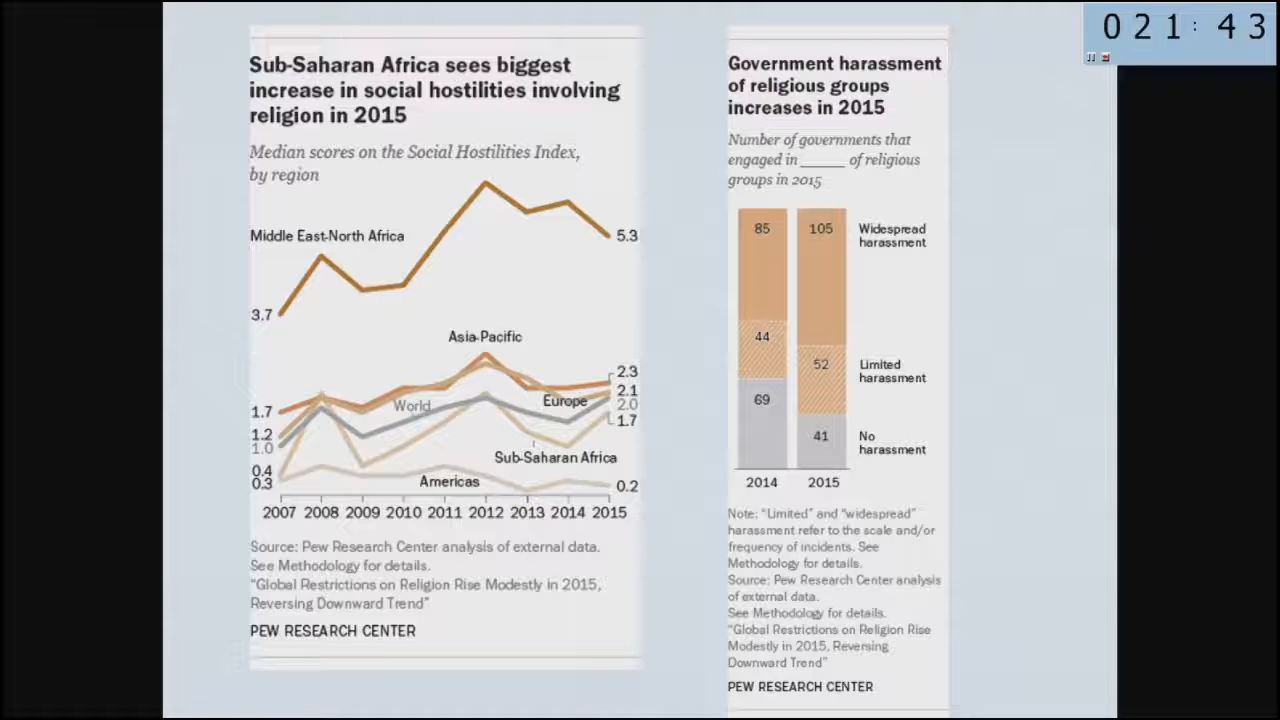 021:43
Sub-Saharan Africa sees biggest
increase in social hostilities involving
religion in 2015
Median scores on the Social Hostilities Index,
by region
Middle East-North Africa
5.3
3.7
Asia-Pacific
2.3
2.1
2.0
1.7
Europe
World
1.7
1.2
1.0
0.4
0.3
Sub-Saharan Africa
Americas
0.2
2007 2008 2009 2010 2011 2012 2013 2014 2015
Source: Pew Research Center analysis of external data.
See Methodology for details.
“Global Restrictions on Religion Rise Modestly in 2015,
Reversing Downward Trend”
PEW RESEARCH CENTER
Government harassment
of religious groups
increases in 2015
Number of governments that
engaged in _____ of religious
groups in 2015
85 105 Widespread
harassment
44 52 Limited
harassment
69 41 No
harassment
2014 2015
Note: “Limited” and “widespread”
harassment refer to the scale and/or
frequency of incidents. See
Methodology for details.
Source: Pew Research Center analysis
of external data.
See Methodology for details.
“Global Restrictions on Religion Rise
Modestly in 2015, Reversing
Downward Trend”
PEW RESEARCH CENTER